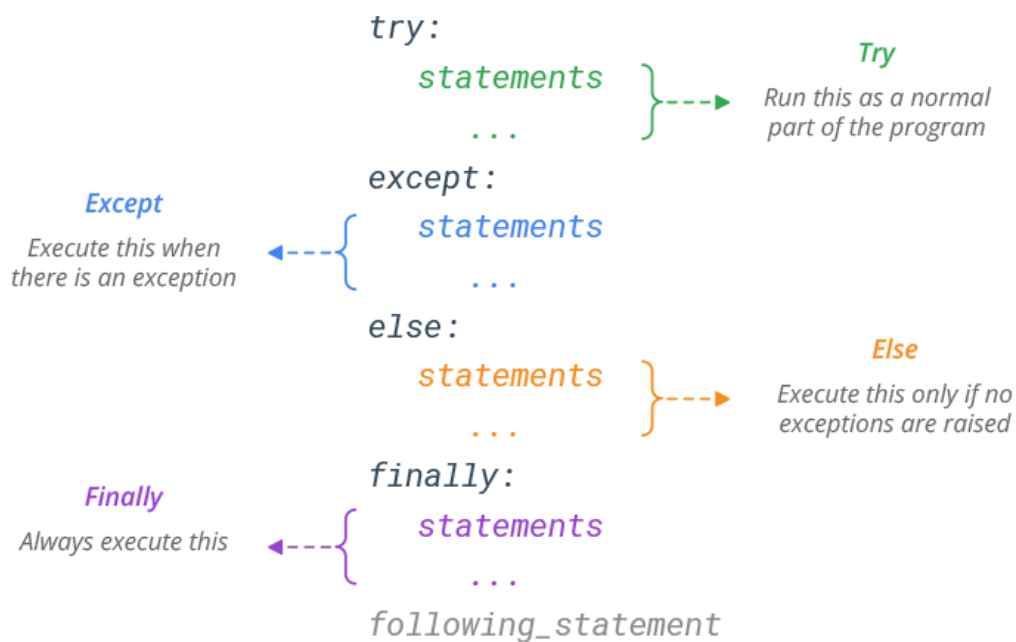 try:
Try
statements
Run this as a normal
part of the program
...
except:
Except
statements
Execute this when
there is an exception
...
else:
Else
statements
Execute this only if no
exceptions are raised
...
finally:
Finally
statements
Always execute this
...
following_statement